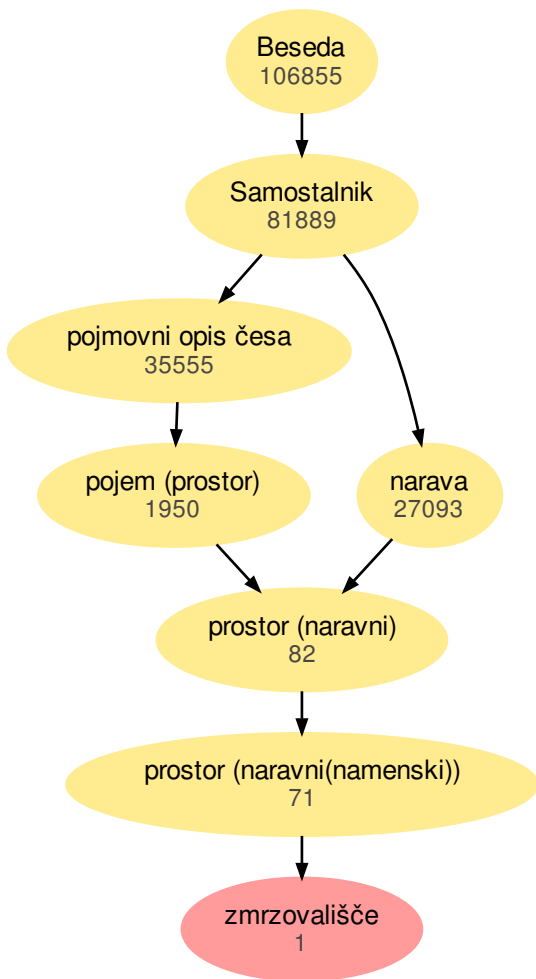 Beseda
106855
Samostalnik
81889
pojmovni opis česa
35555
pojem (prostor)
1950
narava
27093
prostor (naravni)
82
prostor (naravni(namenski))
71
zmrzovališče
1